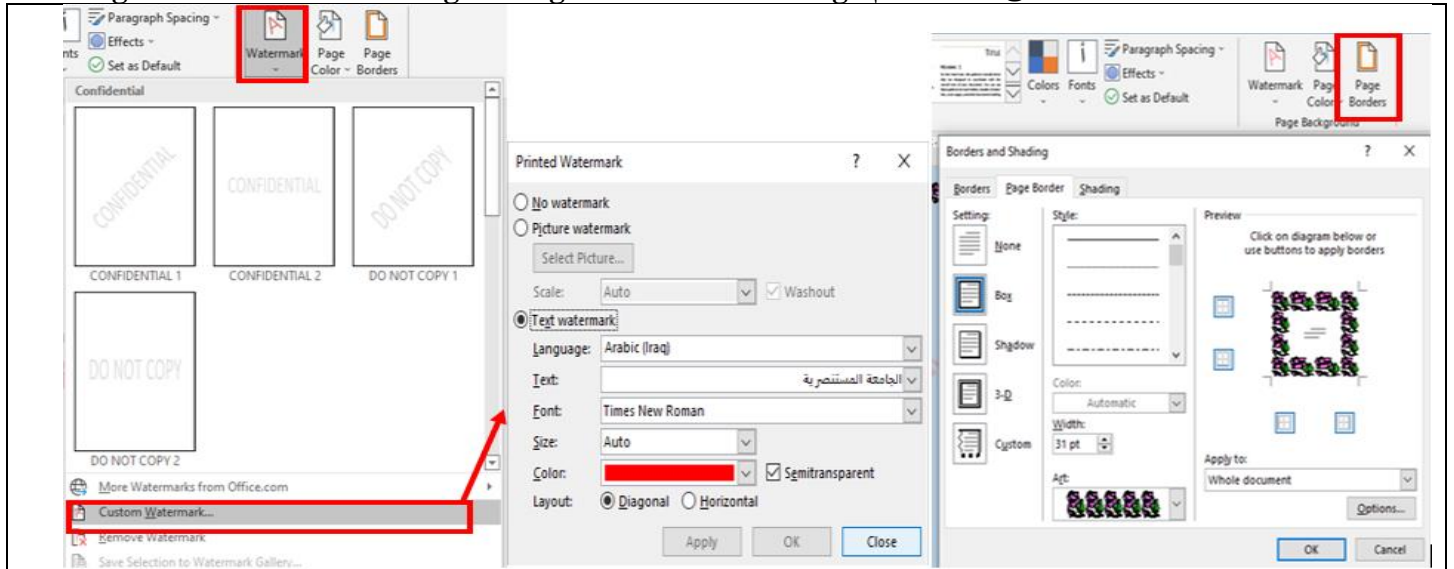 Paragraph Spacing
Effects
Set as Default
Watermark
Page Color
Page Borders
Confidential
CONFIDENTIAL
CONFIDENTIAL
DO NOT COPY
CONFIDENTIAL 1
CONFIDENTIAL 2
DO NOT COPY 1
DO NOT COPY
DO NOT COPY 2
More Watermarks from Office.com
Custom Watermark...
Remove Watermark
Save Selection to Watermark Gallery...
Printed Watermark
? X
No watermark
Picture watermark
Select Picture...
Scale: Auto Washout
Text watermark
Language: Arabic (Iraq)
Text: الجامعة المستنصرية
Font: Times New Roman
Size: Auto
Color: Semitransparent
Layout: Diagonal Horizontal
Apply OK Close
Title
Colors
Fonts
Paragraph Spacing
Effects
Set as Default
Watermark
Page Color
Page Borders
Page Background
Borders and Shading
? X
Borders Page Border Shading
Setting:
None
Box
Shadow
3-D
Custom
Style:
Color:
Automatic
Width:
31 pt
Art:
Preview
Click on diagram below or
use buttons to apply borders
Apply to:
Whole document
Options...
OK Cancel